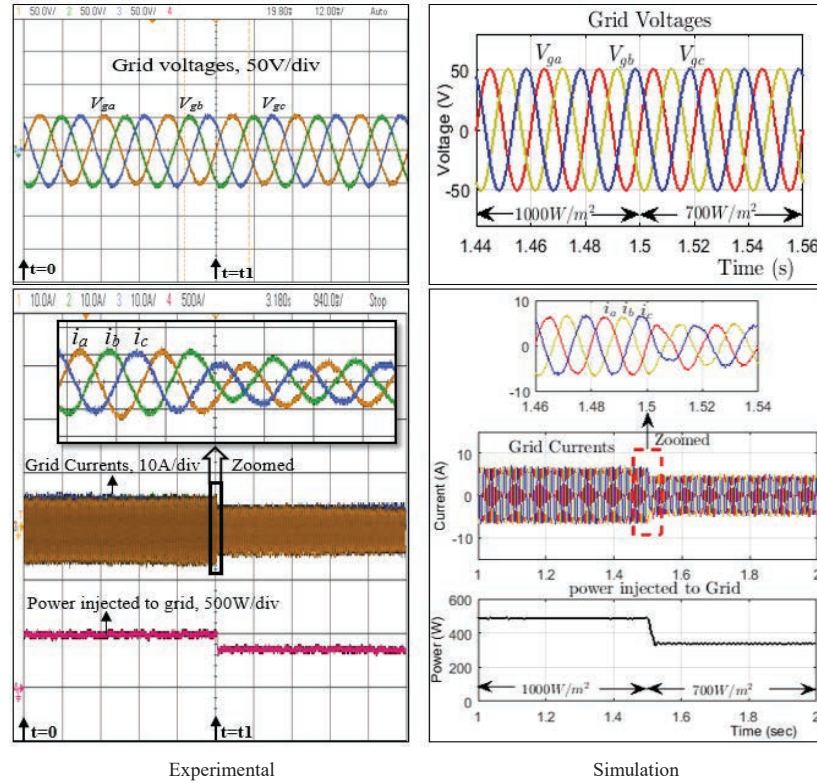 1 50.0V/ 2 50.0V/ 3 50.0V/ 4 19.80s/ 12.00s/ Auto
Grid voltages, 50V/div
Vga Vgb Vgc
t=0 t=t1
1 10.0A/ 2 10.0A/ 3 10.0A/ 4 500A/ 3.180s 940.0s/ Stop
ia ib ic
Grid Currents, 10A/div Zoomed
Power injected to grid, 500W/div
t=0 t=t1
Experimental
Grid Voltages
Vga Vgb Vgc
Voltage (V)
50
0
-50
1000W/m² 700W/m²
1.44 1.46 1.48 1.5 1.52 1.54 1.56
Time (s)
10
0
-10
ia ib ic
1.46 1.48 1.5 1.52 1.54
Zoomed
Grid Currents
Current (A)
10
0
-10
1 1.2 1.4 1.6 1.8 2
power injected to Grid
Power (W)
600
400
200
0
1000W/m² 700W/m²
1 1.2 1.4 1.6 1.8 2
Time (sec)
Simulation